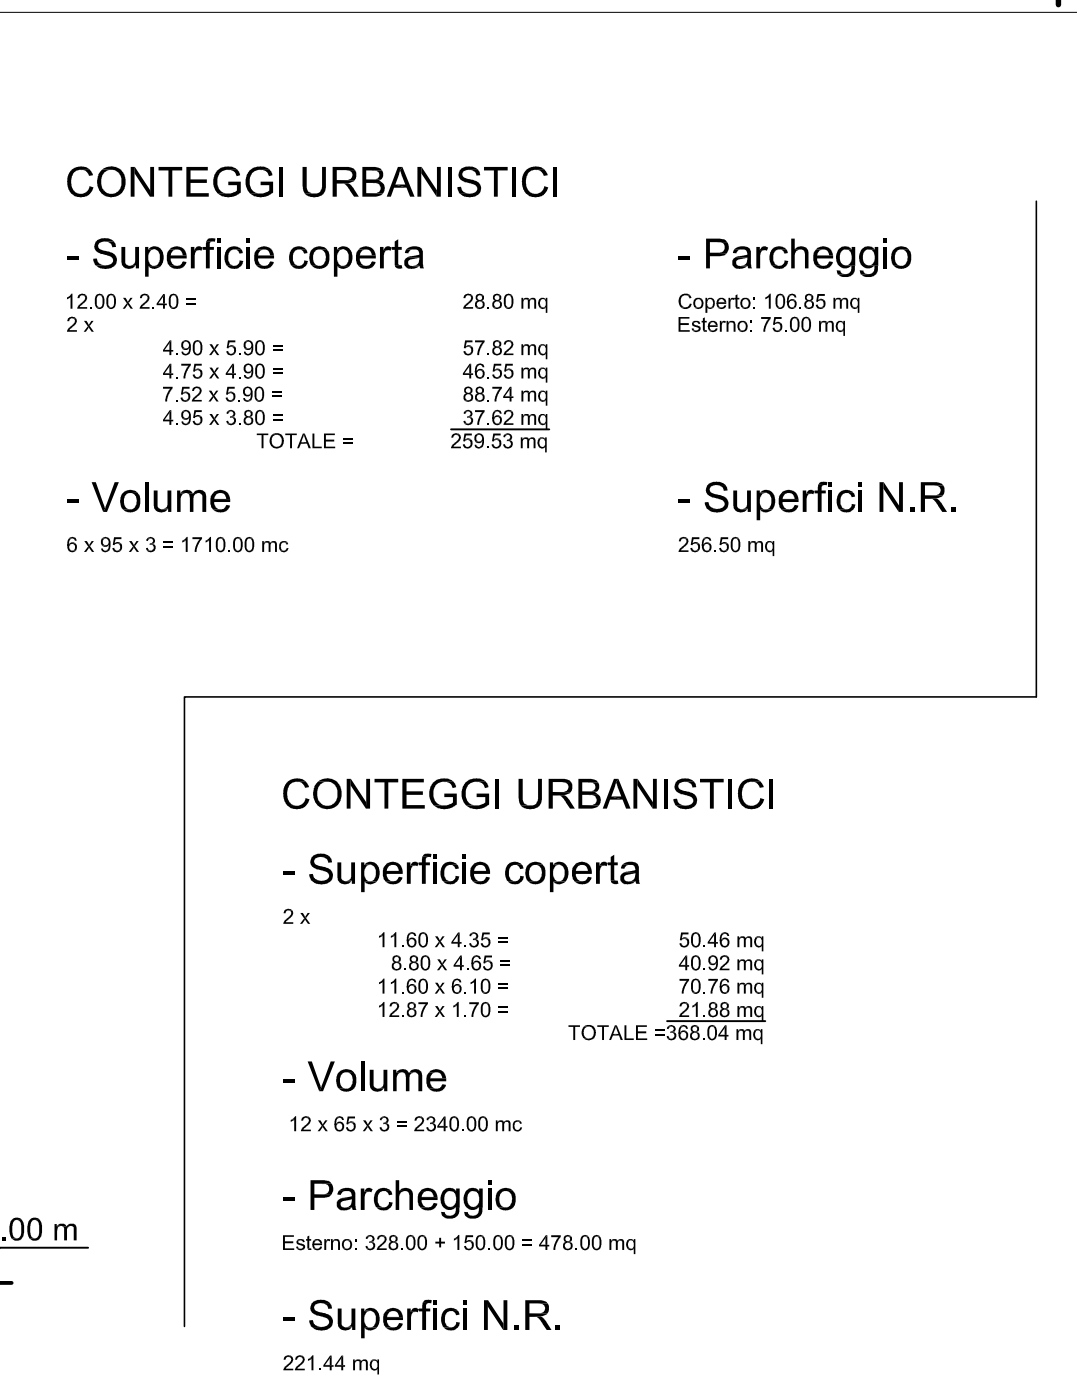 CONTEGGI URBANISTICI
- Superficie coperta
12.00 x 2.40 = 28.80 mq
2 x
4.90 x 5.90 = 57.82 mq
4.75 x 4.90 = 46.55 mq
7.52 x 5.90 = 88.74 mq
4.95 x 3.80 = 37.62 mq
TOTALE = 259.53 mq
- Parcheggio
Coperto: 106.85 mq
Esterno: 75.00 mq
- Volume
6 x 95 x 3 = 1710.00 mc
- Superfici N.R.
256.50 mq
CONTEGGI URBANISTICI
- Superficie coperta
2 x
11.60 x 4.35 = 50.46 mq
8.80 x 4.65 = 40.92 mq
11.60 x 6.10 = 70.76 mq
12.87 x 1.70 = 21.88 mq
TOTALE =368.04 mq
- Volume
12 x 65 x 3 = 2340.00 mc
- Parcheggio
Esterno: 328.00 + 150.00 = 478.00 mq
- Superfici N.R.
221.44 mq
.00 m